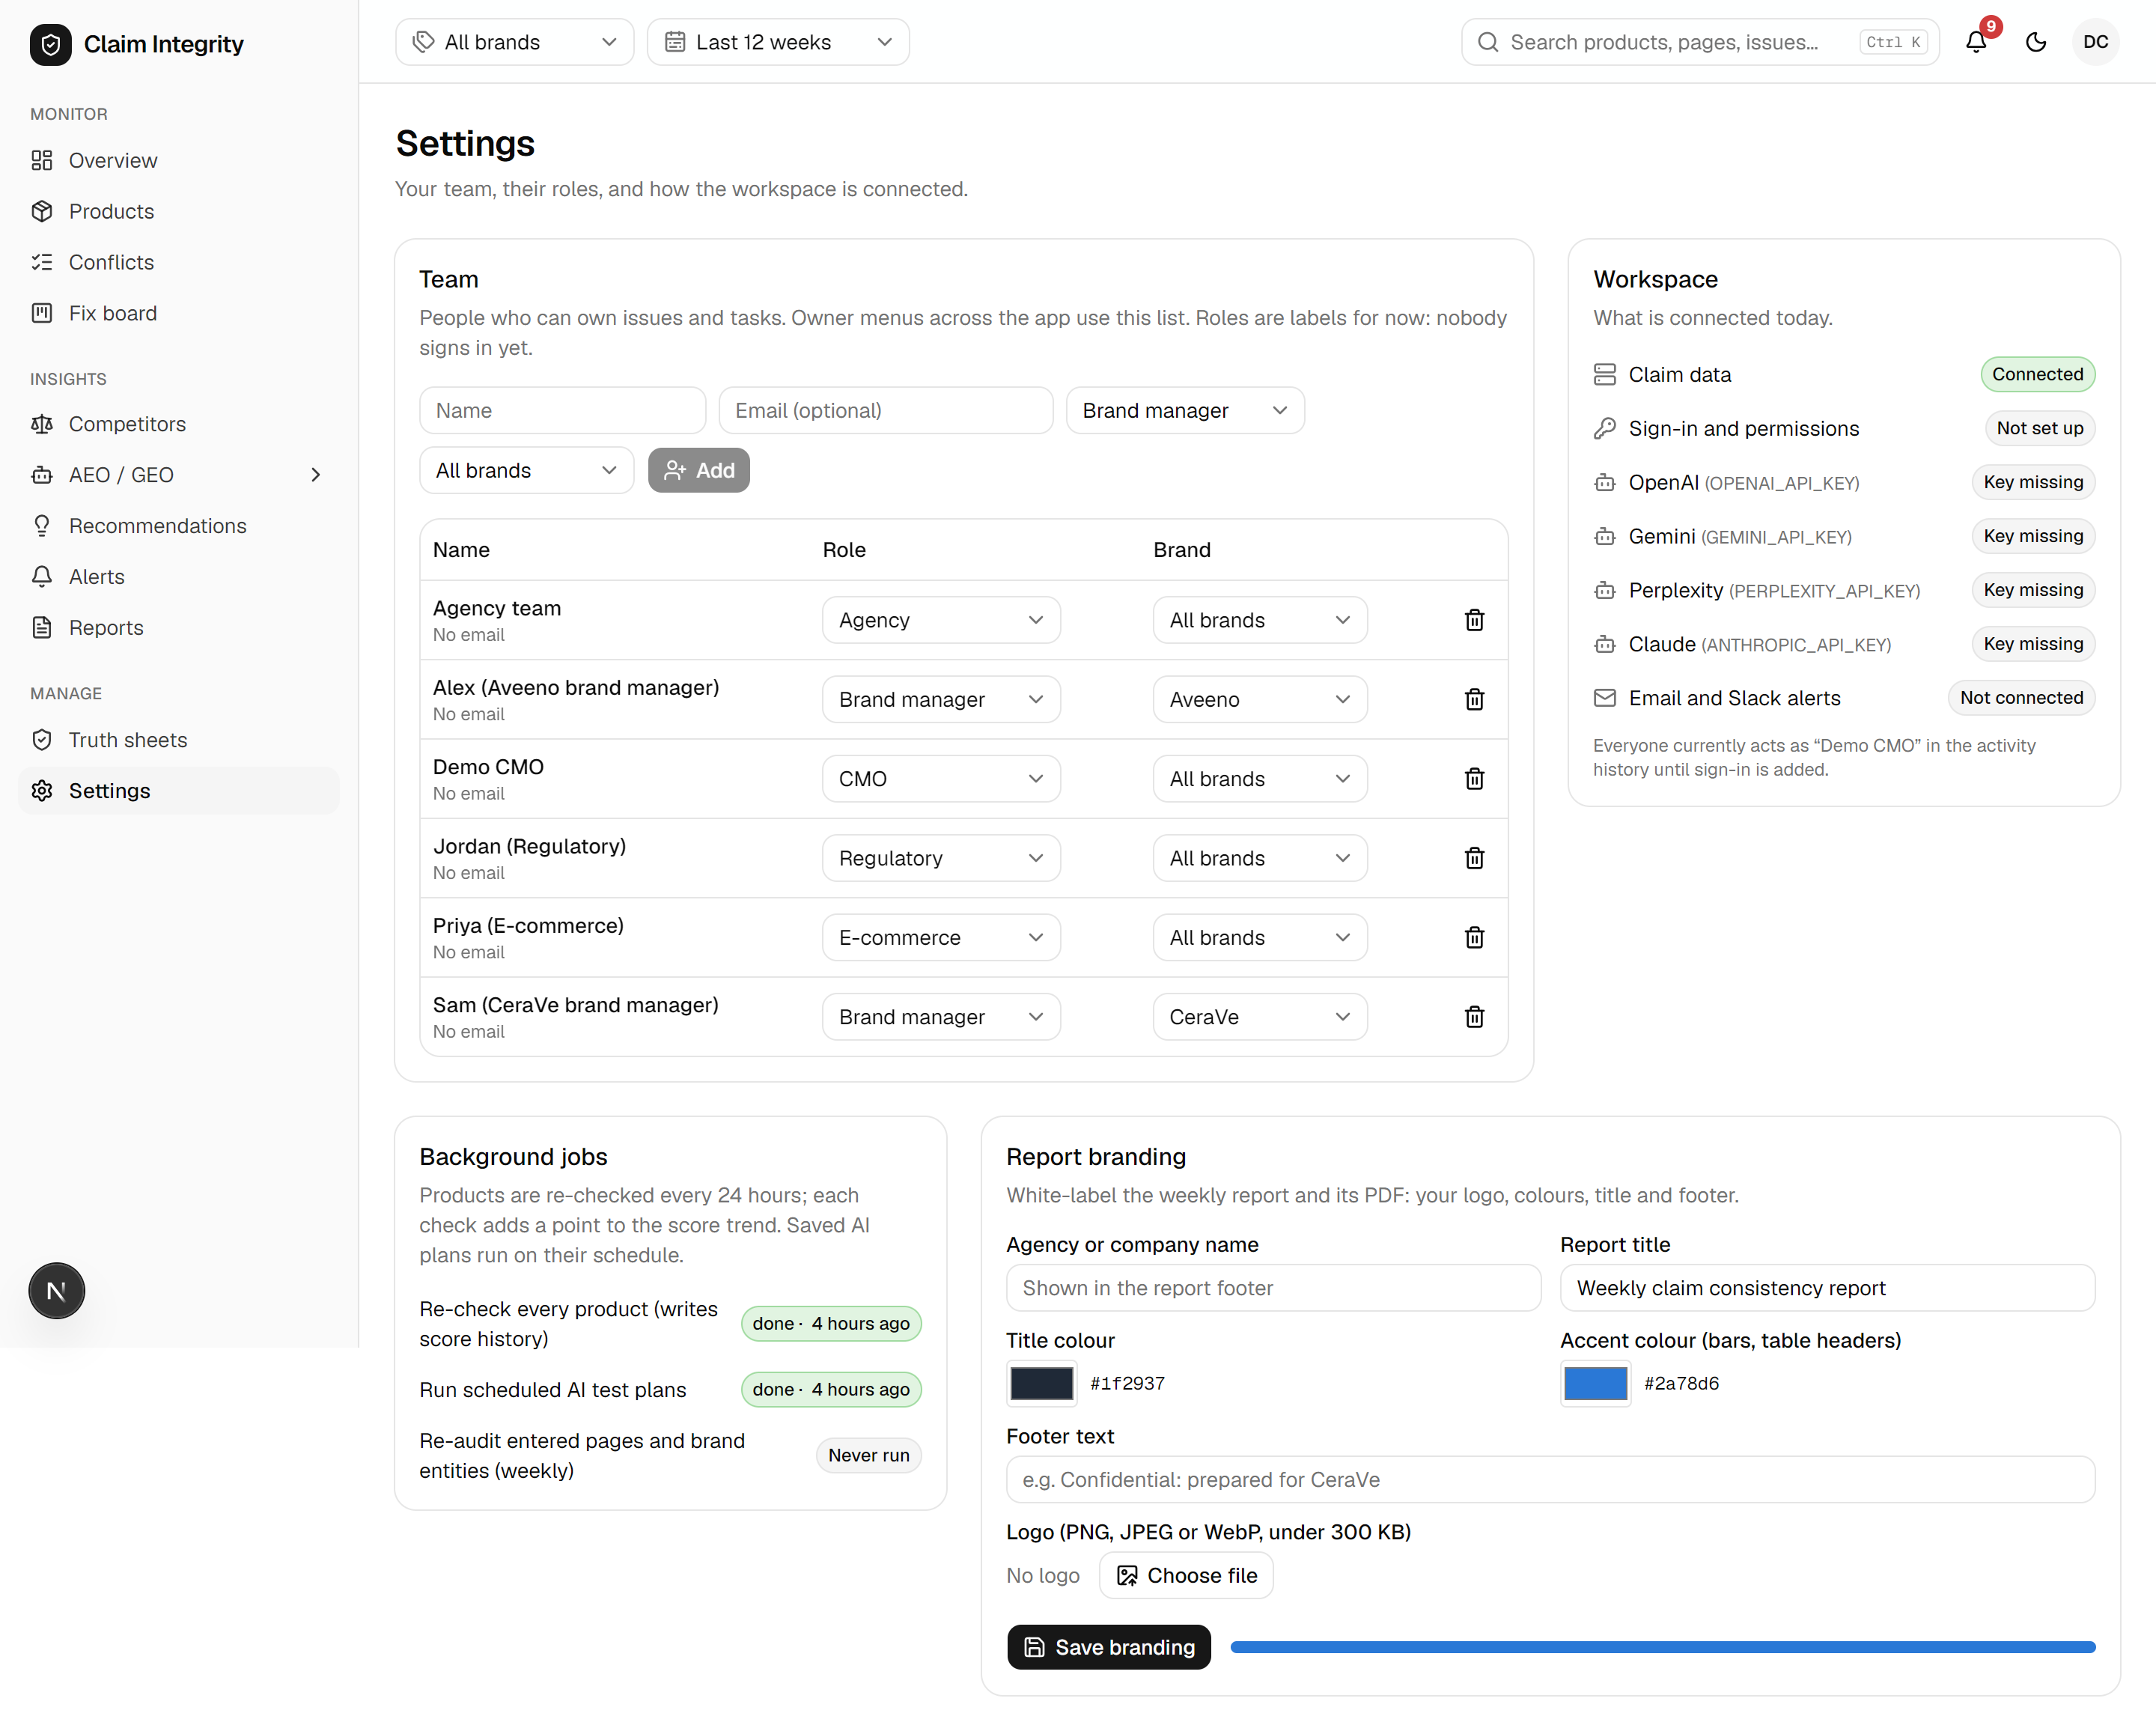 Claim Integrity
All brands
Last 12 weeks
Search products, pages, issues...
Ctrl K
9
DC
MONITOR
Overview
Products
Conflicts
Fix board
INSIGHTS
Competitors
AEO / GEO
Recommendations
Alerts
Reports
MANAGE
Truth sheets
Settings
N
Settings
Your team, their roles, and how the workspace is connected.
Team
People who can own issues and tasks. Owner menus across the app use this list. Roles are labels for now: nobody
signs in yet.
Name
Email (optional)
Brand manager
All brands
Add
Name Role Brand
Agency team
No email
Agency
All brands
Alex (Aveeno brand manager)
No email
Brand manager
Aveeno
Demo CMO
No email
CMO
All brands
Jordan (Regulatory)
No email
Regulatory
All brands
Priya (E-commerce)
No email
E-commerce
All brands
Sam (CeraVe brand manager)
No email
Brand manager
CeraVe
Workspace
What is connected today.
Claim data Connected
Sign-in and permissions Not set up
OpenAI (OPENAI_API_KEY) Key missing
Gemini (GEMINI_API_KEY) Key missing
Perplexity (PERPLEXITY_API_KEY) Key missing
Claude (ANTHROPIC_API_KEY) Key missing
Email and Slack alerts Not connected
Everyone currently acts as “Demo CMO” in the activity
history until sign-in is added.
Background jobs
Products are re-checked every 24 hours; each
check adds a point to the score trend. Saved AI
plans run on their schedule.
Re-check every product (writes
score history)
done · 4 hours ago
Run scheduled AI test plans
done · 4 hours ago
Re-audit entered pages and brand
entities (weekly)
Never run
Report branding
White-label the weekly report and its PDF: your logo, colours, title and footer.
Agency or company name
Shown in the report footer
Report title
Weekly claim consistency report
Title colour
#1f2937
Accent colour (bars, table headers)
#2a78d6
Footer text
e.g. Confidential: prepared for CeraVe
Logo (PNG, JPEG or WebP, under 300 KB)
No logo
Choose file
Save branding